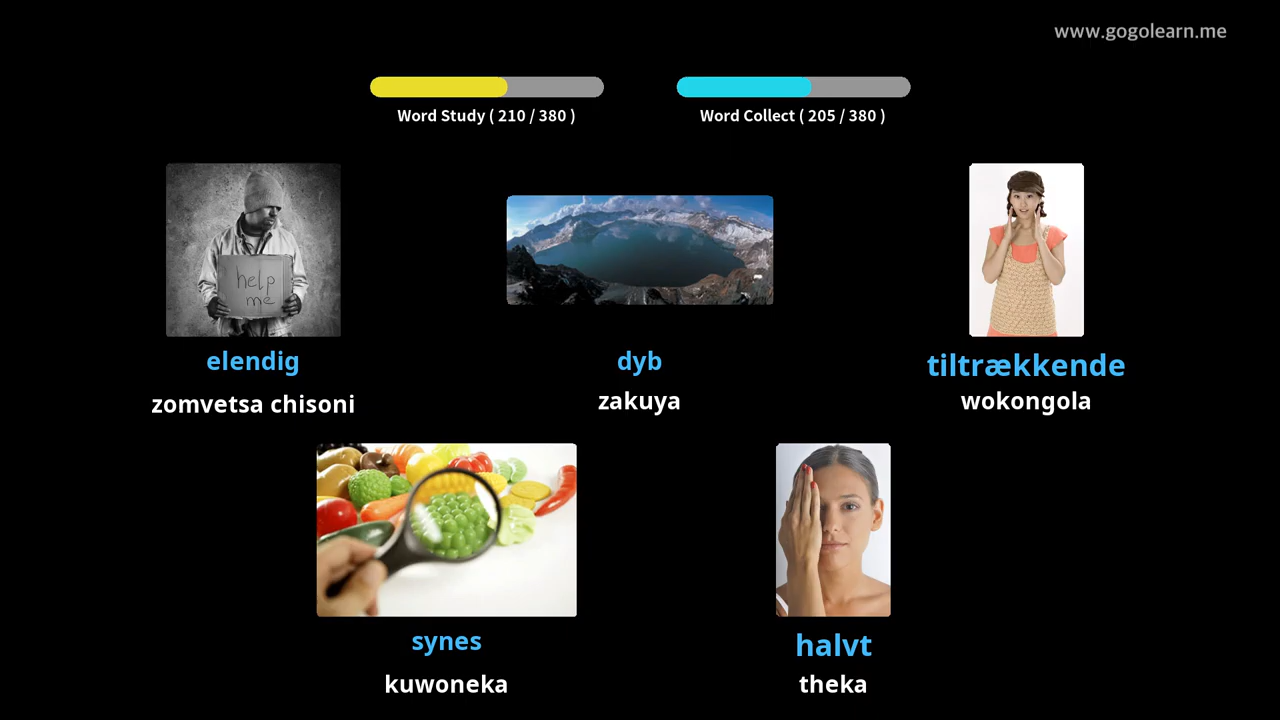 www.gogolearn.me
Word Study ( 210 / 380 )
Word Collect ( 205 / 380 )
help
me
elendig
zomvetsa chisoni
dyb
zakuya
tiltrækkende
wokongola
synes
kuwoneka
halvt
theka